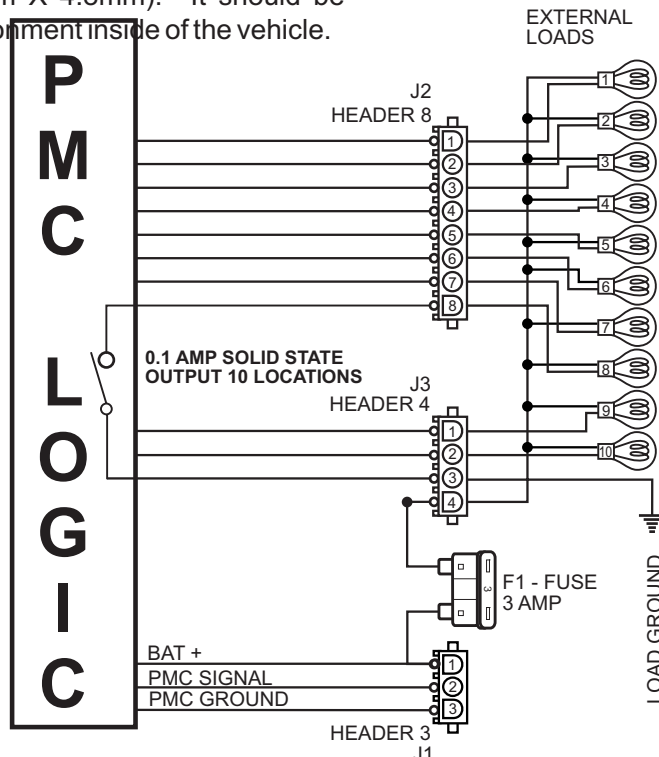 m X 4.8mm). It should be
onment inside of the vehicle.
EXTERNAL
LOADS
PMC
LOGIC
J2
HEADER 8
1
2
3
4
5
6
7
8
1
2
3
4
5
6
7
8
9
10
0.1 AMP SOLID STATE
OUTPUT 10 LOCATIONS
J3
HEADER 4
1
2
3
4
LOAD GROUND
3
F1 - FUSE
3 AMP
BAT +
PMC SIGNAL
PMC GROUND
1
2
3
HEADER 3
J1